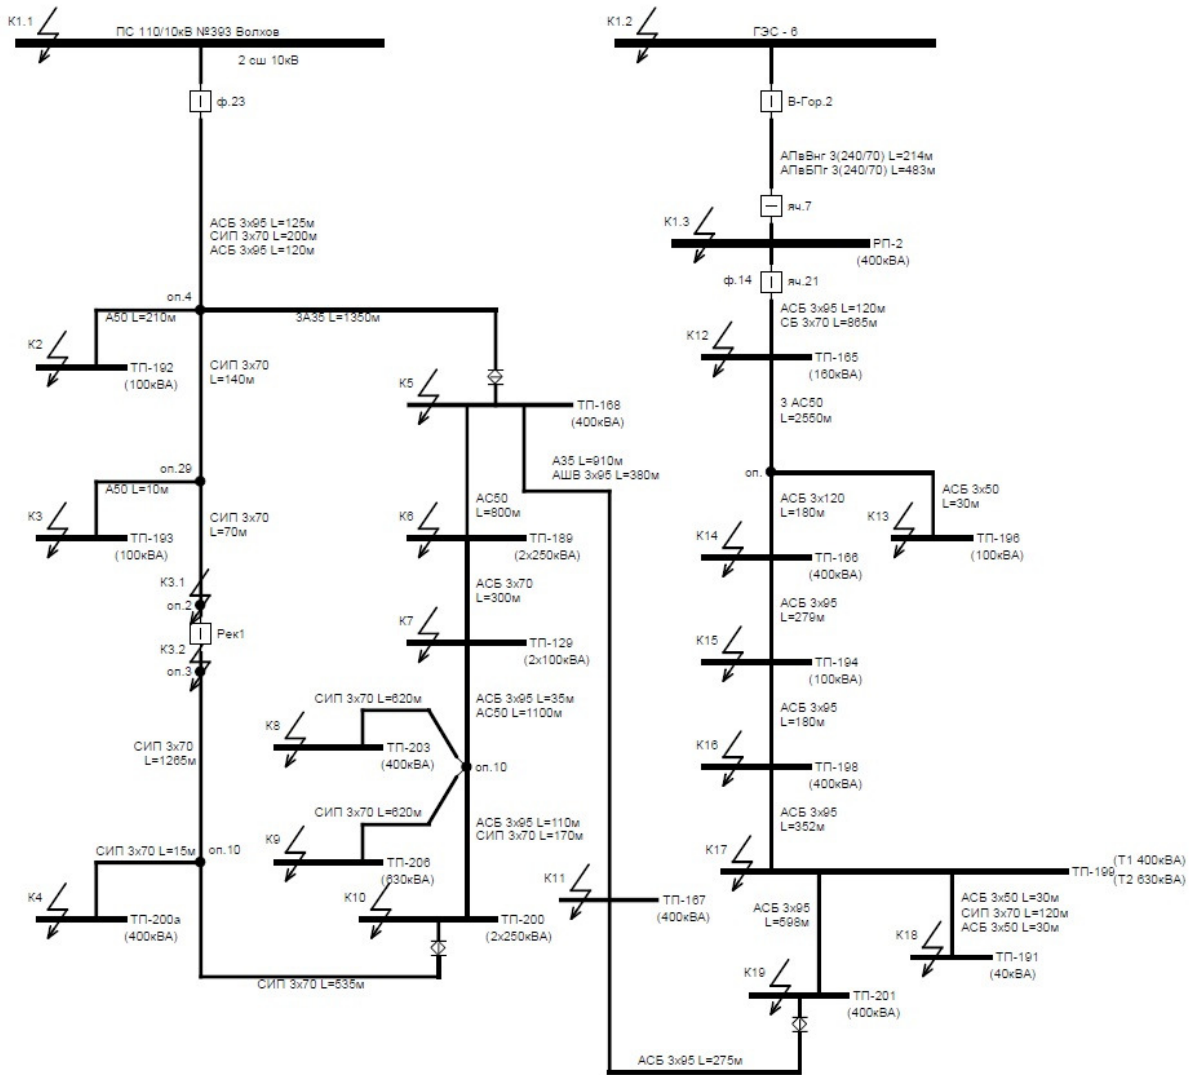 К1.1
ПС 110/10кВ №393 Волхов
2 сш 10кВ
ф.23
АСБ 3х95 L=125м
СИП 3х70 L=200м
АСБ 3х95 L=120м
оп.4
А50 L=210м
3А35 L=1350м
К2
ТП-192
(100кВА)
СИП 3х70
L=140м
К5
ТП-168
(400кВА)
оп.29
А50 L=10м
К3
ТП-193
(100кВА)
СИП 3х70
L=70м
К3.1
оп.2
Рек1
К3.2
оп.3
СИП 3х70
L=1265м
оп.10
СИП 3х70 L=15м
К4
ТП-200а
(400кВА)
СИП 3х70 L=535м
А35 L=910м
АШВ 3х95 L=380м
АС50
L=800м
К6
ТП-189
(2х250кВА)
АСБ 3х70
L=300м
К7
ТП-129
(2х100кВА)
АСБ 3х95 L=35м
АС50 L=1100м
СИП 3х70 L=620м
К8
ТП-203
(400кВА)
оп.10
СИП 3х70 L=620м
К9
ТП-206
(630кВА)
АСБ 3х95 L=110м
СИП 3х70 L=170м
К10
ТП-200
(2х250кВА)
К11
ТП-167
(400кВА)
АСБ 3х95 L=275м
К1.2
ГЭС - 6
В-Гор.2
АПвВнг 3(240/70) L=214м
АПвБПг 3(240/70) L=483м
яч.7
К1.3
РП-2
(400кВА)
ф.14
яч.21
АСБ 3х95 L=120м
СБ 3х70 L=865м
К12
ТП-165
(160кВА)
3 АС50
L=2550м
оп.
АСБ 3х50
L=30м
К13
ТП-196
(100кВА)
АСБ 3х120
L=180м
К14
ТП-166
(400кВА)
АСБ 3х95
L=279м
К15
ТП-194
(100кВА)
АСБ 3х95
L=180м
К16
ТП-198
(400кВА)
АСБ 3х95
L=352м
К17
ТП-199
(Т1 400кВА)
(Т2 630кВА)
АСБ 3х95
L=598м
АСБ 3х50 L=30м
СИП 3х70 L=120м
АСБ 3х50 L=30м
К18
ТП-191
(40кВА)
К19
ТП-201
(400кВА)